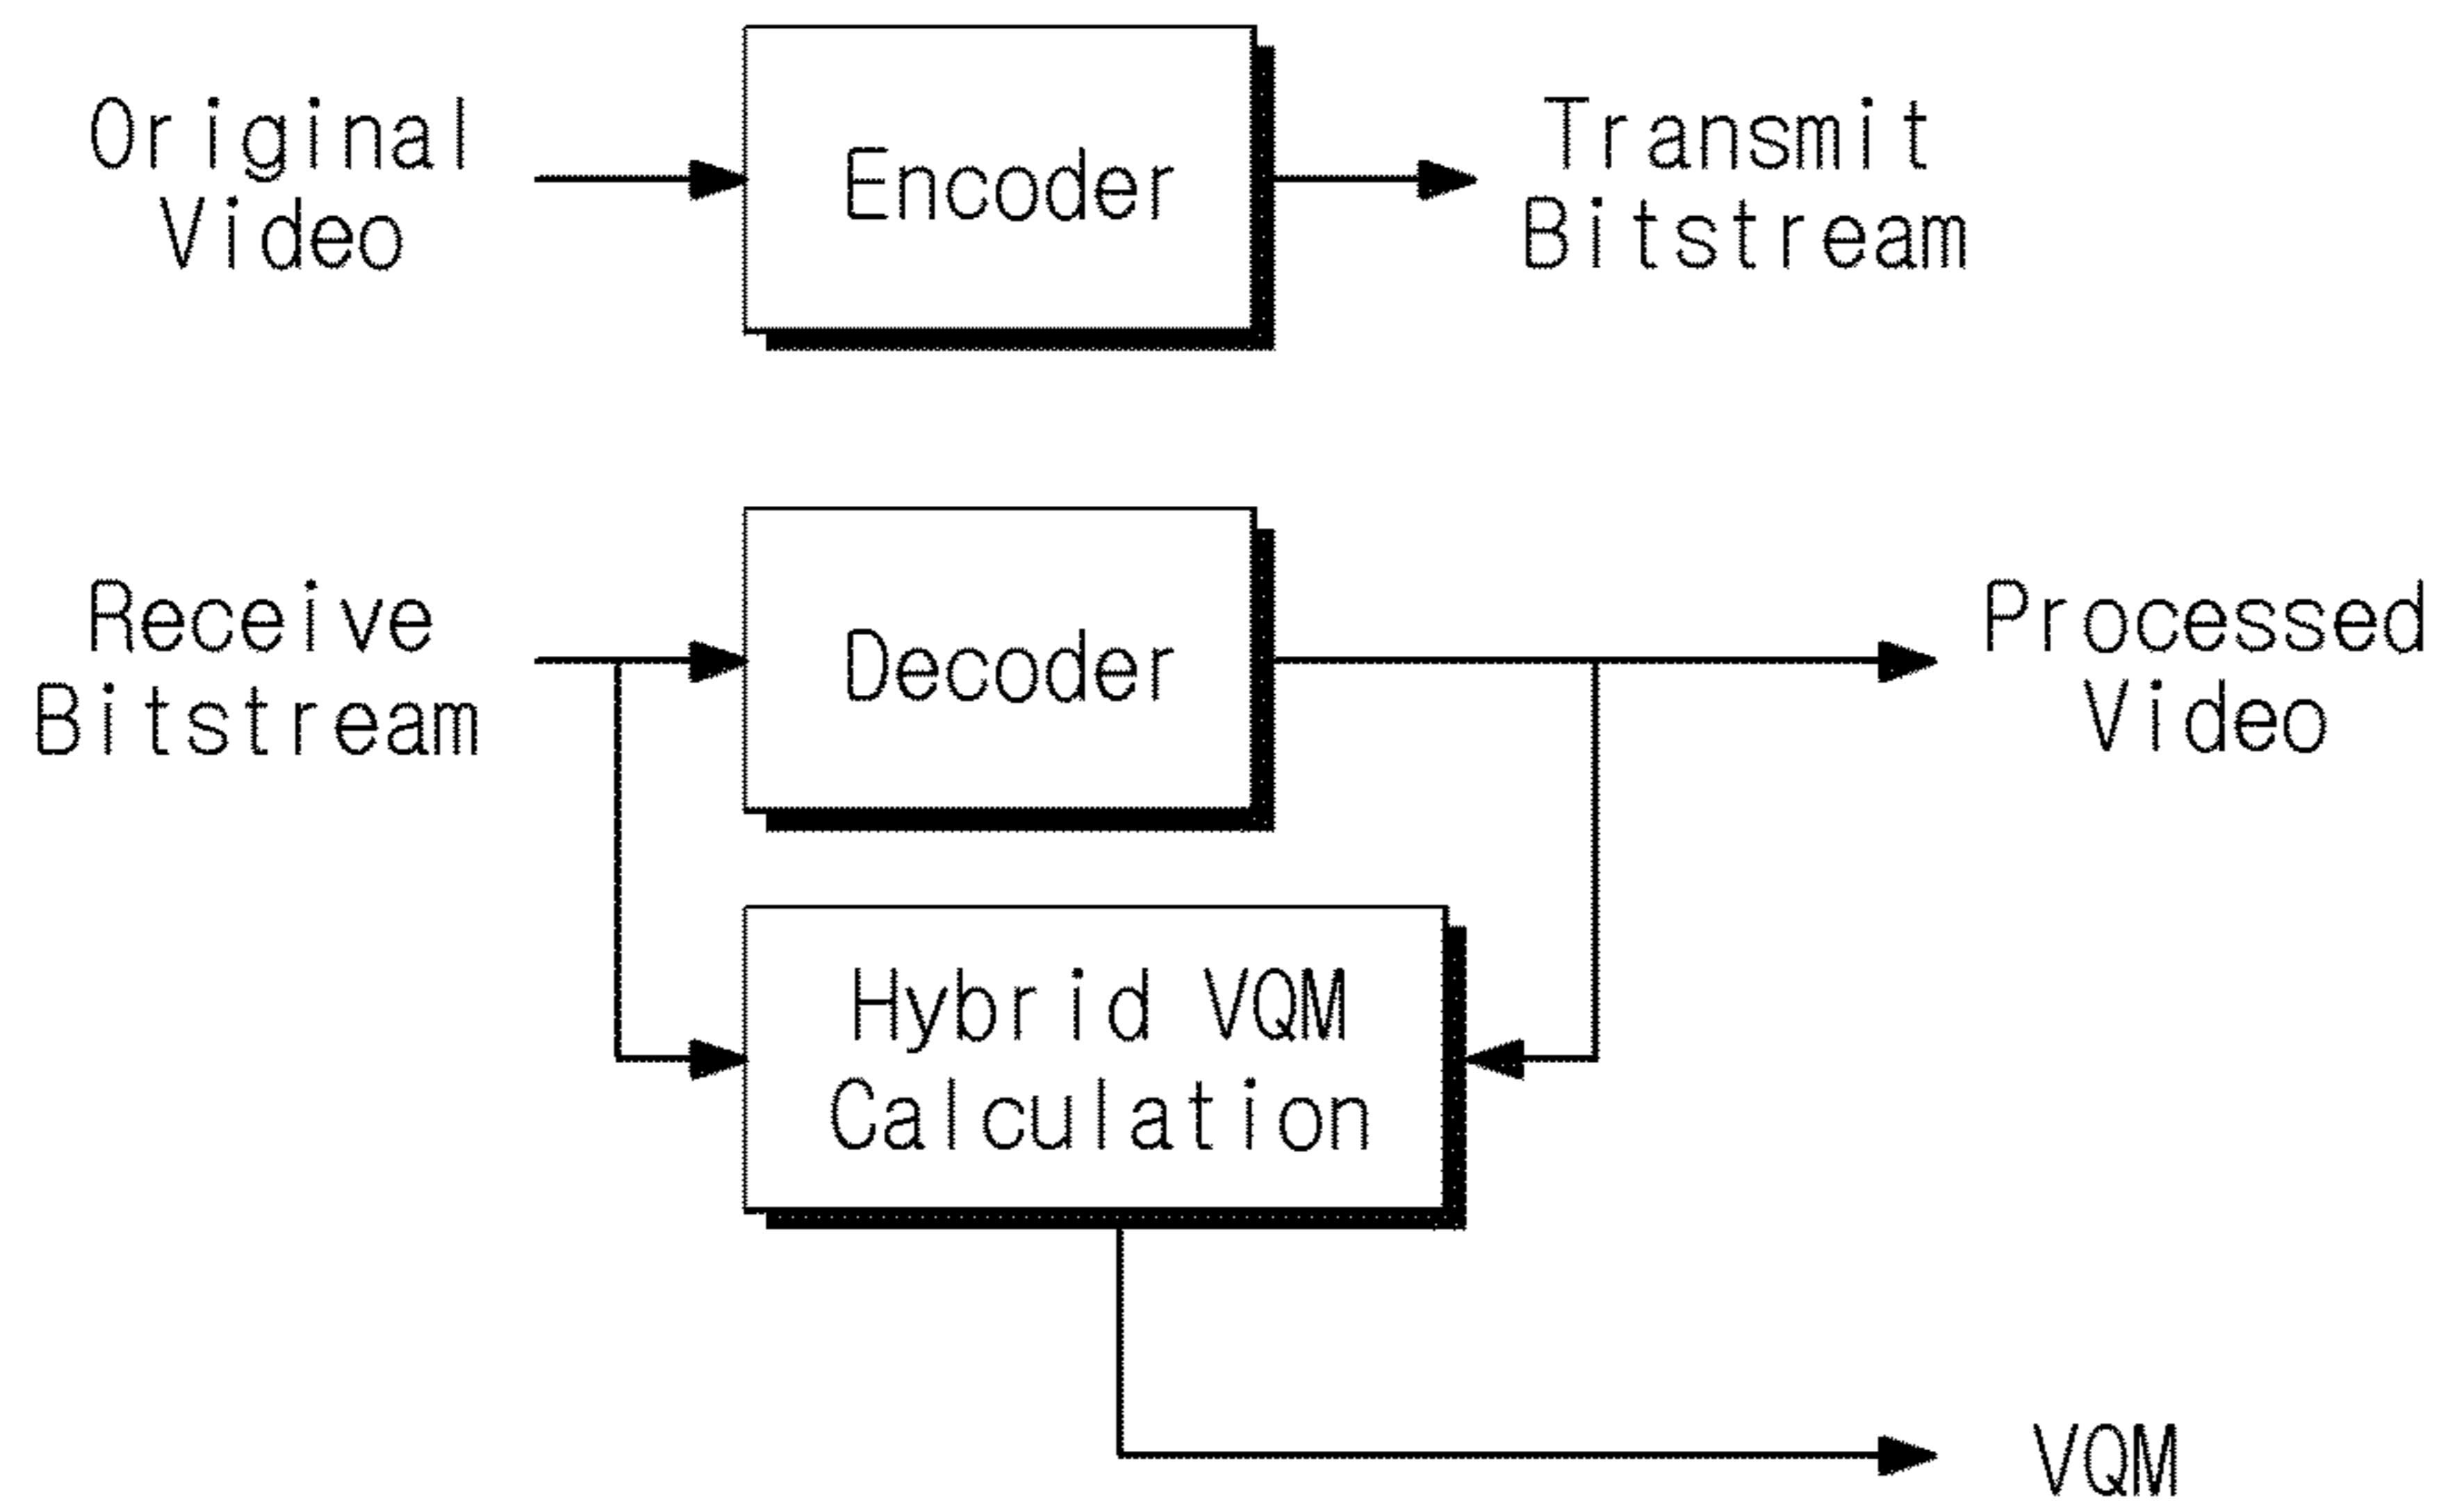 Original
Video
Encoder
Transmit
Bitstream
Receive
Bitstream
Decoder
Processed
Video
Hybrid VQM
Calculation
VQM